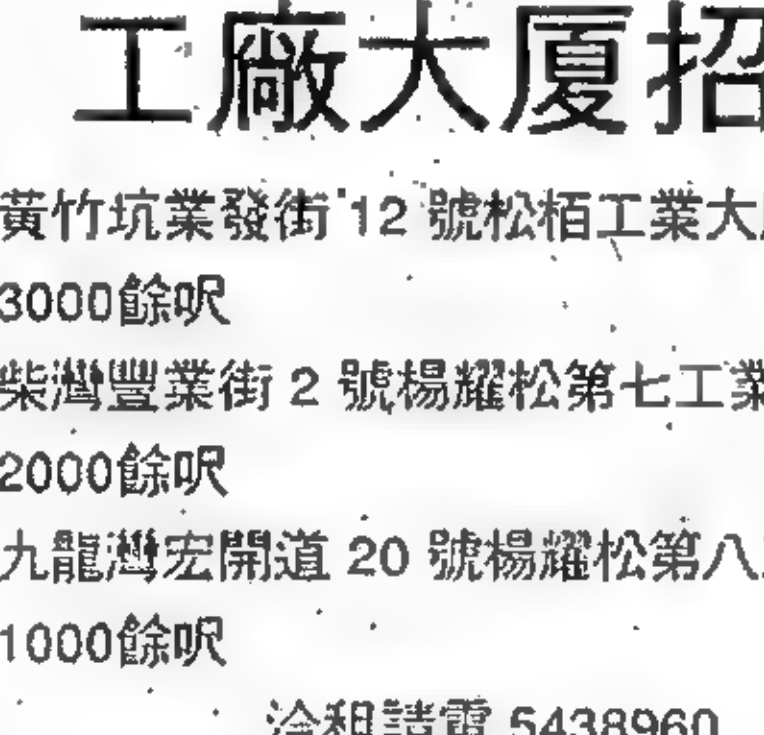 工廠大厦招
黃竹坑業發街 12 號松栢工業大
3000餘呎
柴灣豐業街 2 號楊耀松第七工業
2000餘呎
九龍灣宏開道 20 號楊耀松第八
1000餘呎
洽租請電 5438960